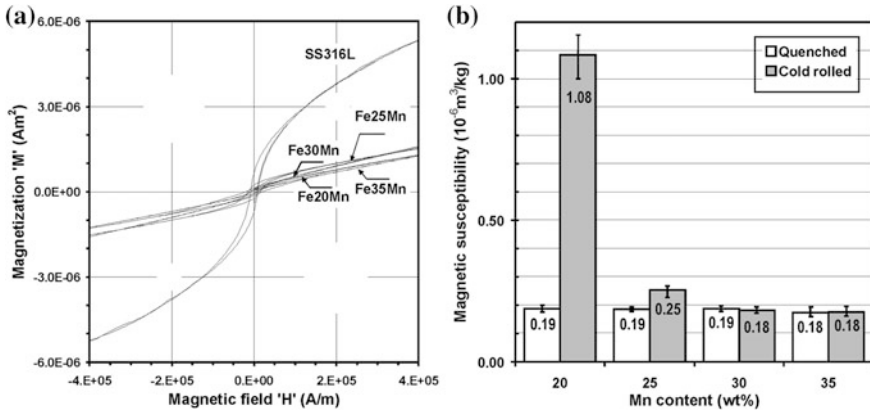 (a)
6.0E-06
3.0E-06
0.0E+00
-3.0E-06
-6.0E-06
Magnetization 'M' (Am²)
SS316L
Fe25Mn
Fe30Mn
Fe20Mn
Fe35Mn
-4.E+05
-2.E+05
0.E+00
2.E+05
4.E+05
Magnetic field 'H' (A/m)
(b)
Magnetic susceptibility (10⁻⁶m³/kg)
1.00
0.50
0.00
Quenched
Cold rolled
0.19
1.08
0.19
0.25
0.19
0.18
0.18
0.18
20
25
30
35
Mn content (wt%)